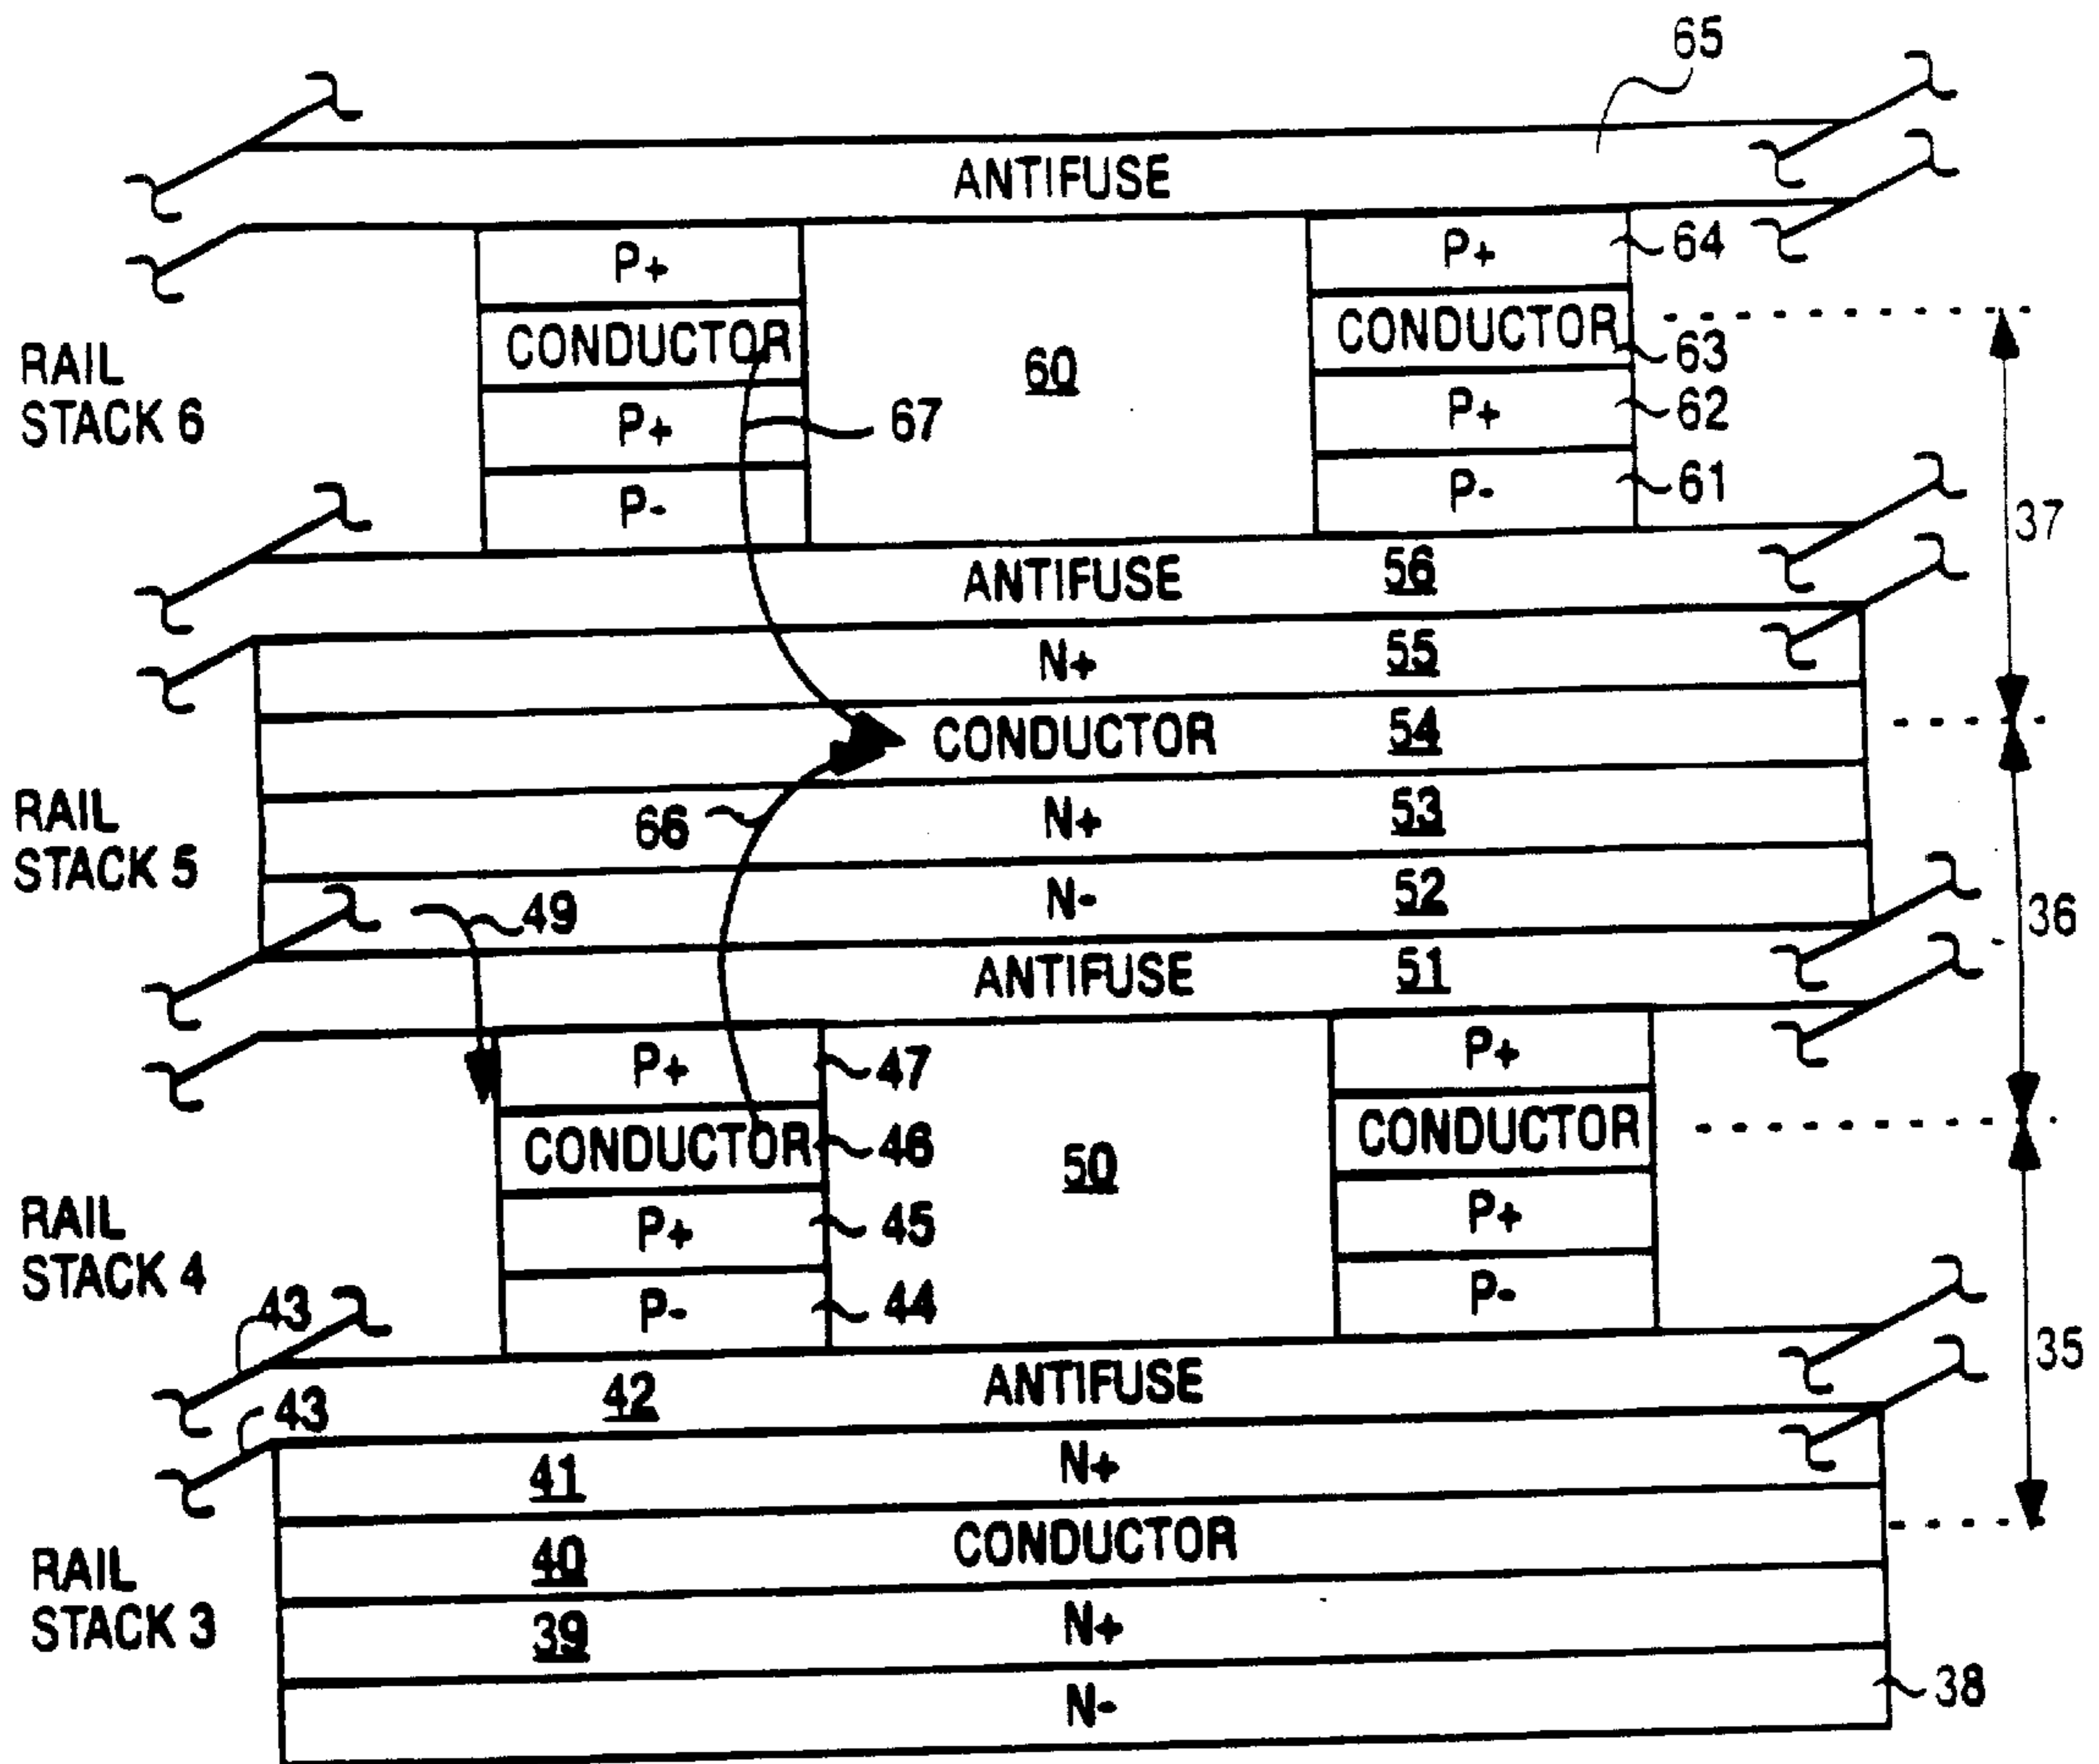 65
ANTIFUSE
P+ P+ 64
CONDUCTOR CONDUCTOR 63
RAIL
STACK 6
60
P+ 67 P+ 62
P- P- 61
37
ANTIFUSE 56
N+ 55
CONDUCTOR 54
RAIL
STACK 5
66 N+ 53
N- 52
49
36
ANTIFUSE 51
P+ 47 P+
CONDUCTOR 46 CONDUCTOR
50
RAIL
STACK 4
P+ 45 P+
P- 44 P-
43
35
42 ANTIFUSE
43
41 N+
40 CONDUCTOR
RAIL
STACK 3
39 N+
N- 38